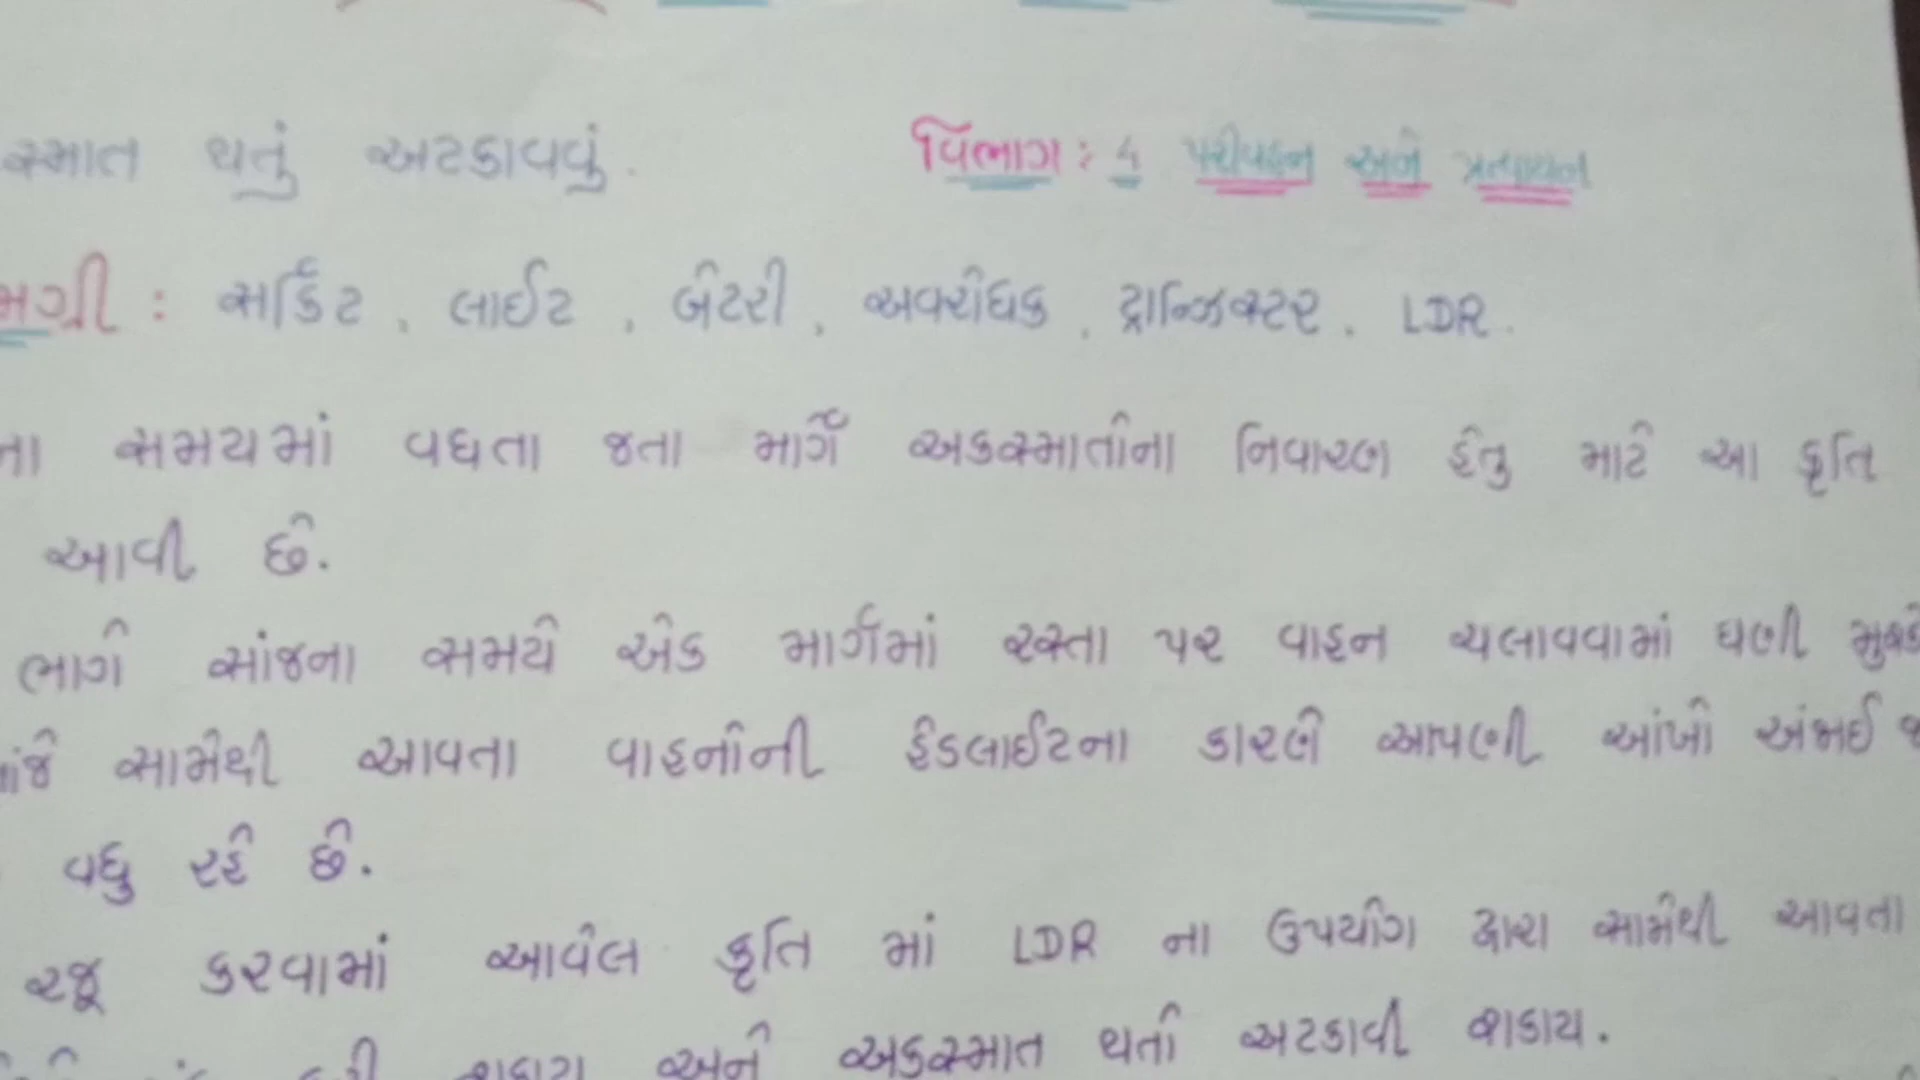 સ્માત થતું અટકાવવું. વિભાગ : 4 પરીવહન અને પ્રત્યાયન
મગ્રી : સર્કિટ, લાઈટ, બેટરી, અવરોધક, ટ્રાન્ઝિસ્ટર, LDR.
ના સમયમાં વધતા જતા માર્ગે અકસ્માતોના નિવારણ હેતુ માટે આ કૃતિ
આવી છે.
ભાગે સાંજના સમયે એક માર્ગમાં રસ્તા પર વાહન ચલાવવામાં ઘણી
સામેથી આવતા વાહનોની હેડલાઈટના કારણે આપણી આંખો અંજાઈ જ
વધુ રહે છે.
રજૂ કરવામાં આવેલ કૃતિ માં LDR ના ઉપયોગ દ્વારા સામેથી આવતા
શકાય અને અકસ્માત થતો અટકાવી શકાય.